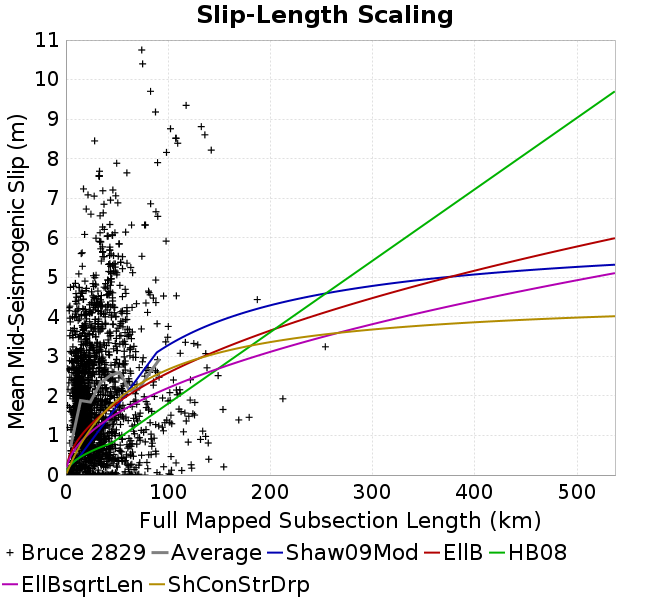 Slip-Length Scaling
Mean Mid-Seismogenic Slip (m)
11
10
9
8
7
6
5
4
3
2
1
0
0 100 200 300 400 500
Full Mapped Subsection Length (km)
Bruce 2829 Average Shaw09Mod EllB HB08
EllBsqrtLen ShConStrDrp